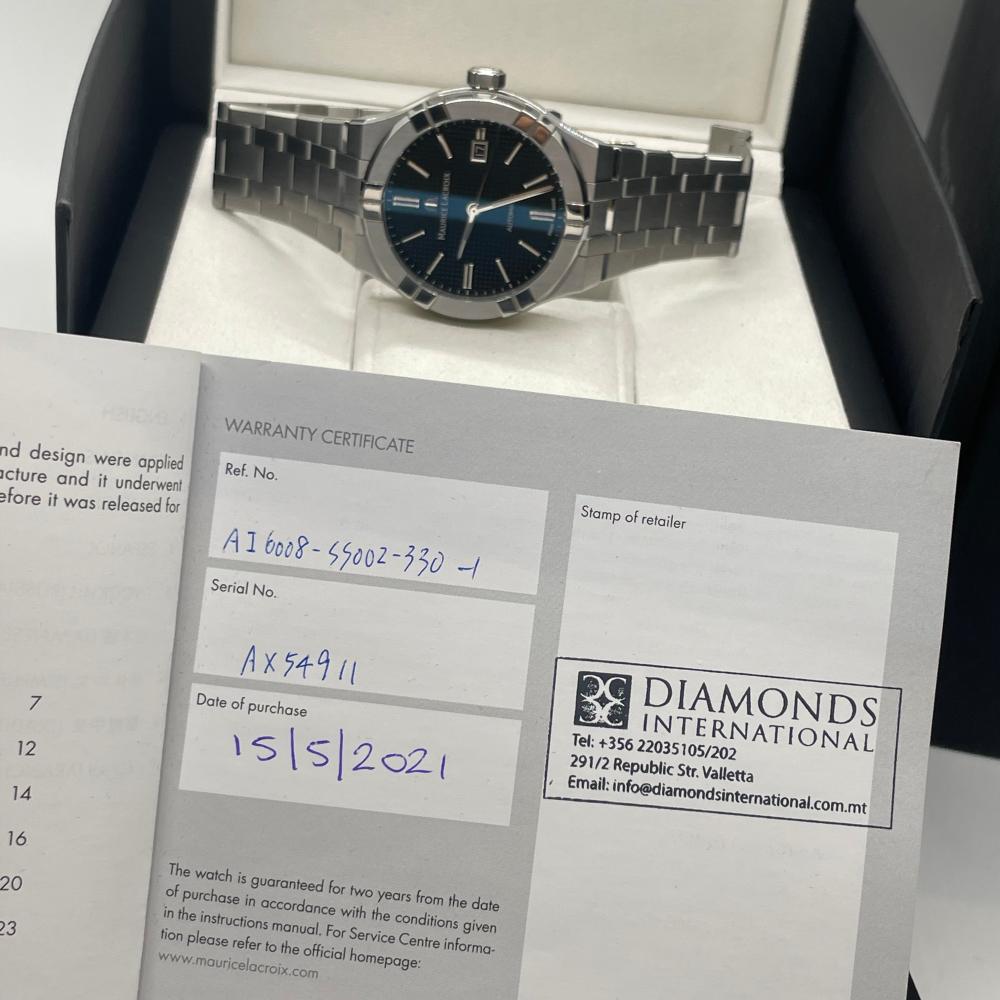 17
MAURICE LACROIX
AUTOMATIC
nd design were applied
acture and it underwent
efore it was released for
7
12
14
16
20
23
WARRANTY CERTIFICATE
Ref. No.
AI6008-SS002-330-1
Serial No.
AX54911
Date of purchase
15/5/2021
The watch is guaranteed for two years from the date
of purchase in accordance with the conditions given
in the instructions manual. For Service Centre informa-
tion please refer to the official homepage:
www.mauricelacroix.com
Stamp of retailer
DIAMONDS
INTERNATIONAL
Tel: +356 22035105/202
291/2 Republic Str. Valletta
Email: info@diamondsinternational.com.mt